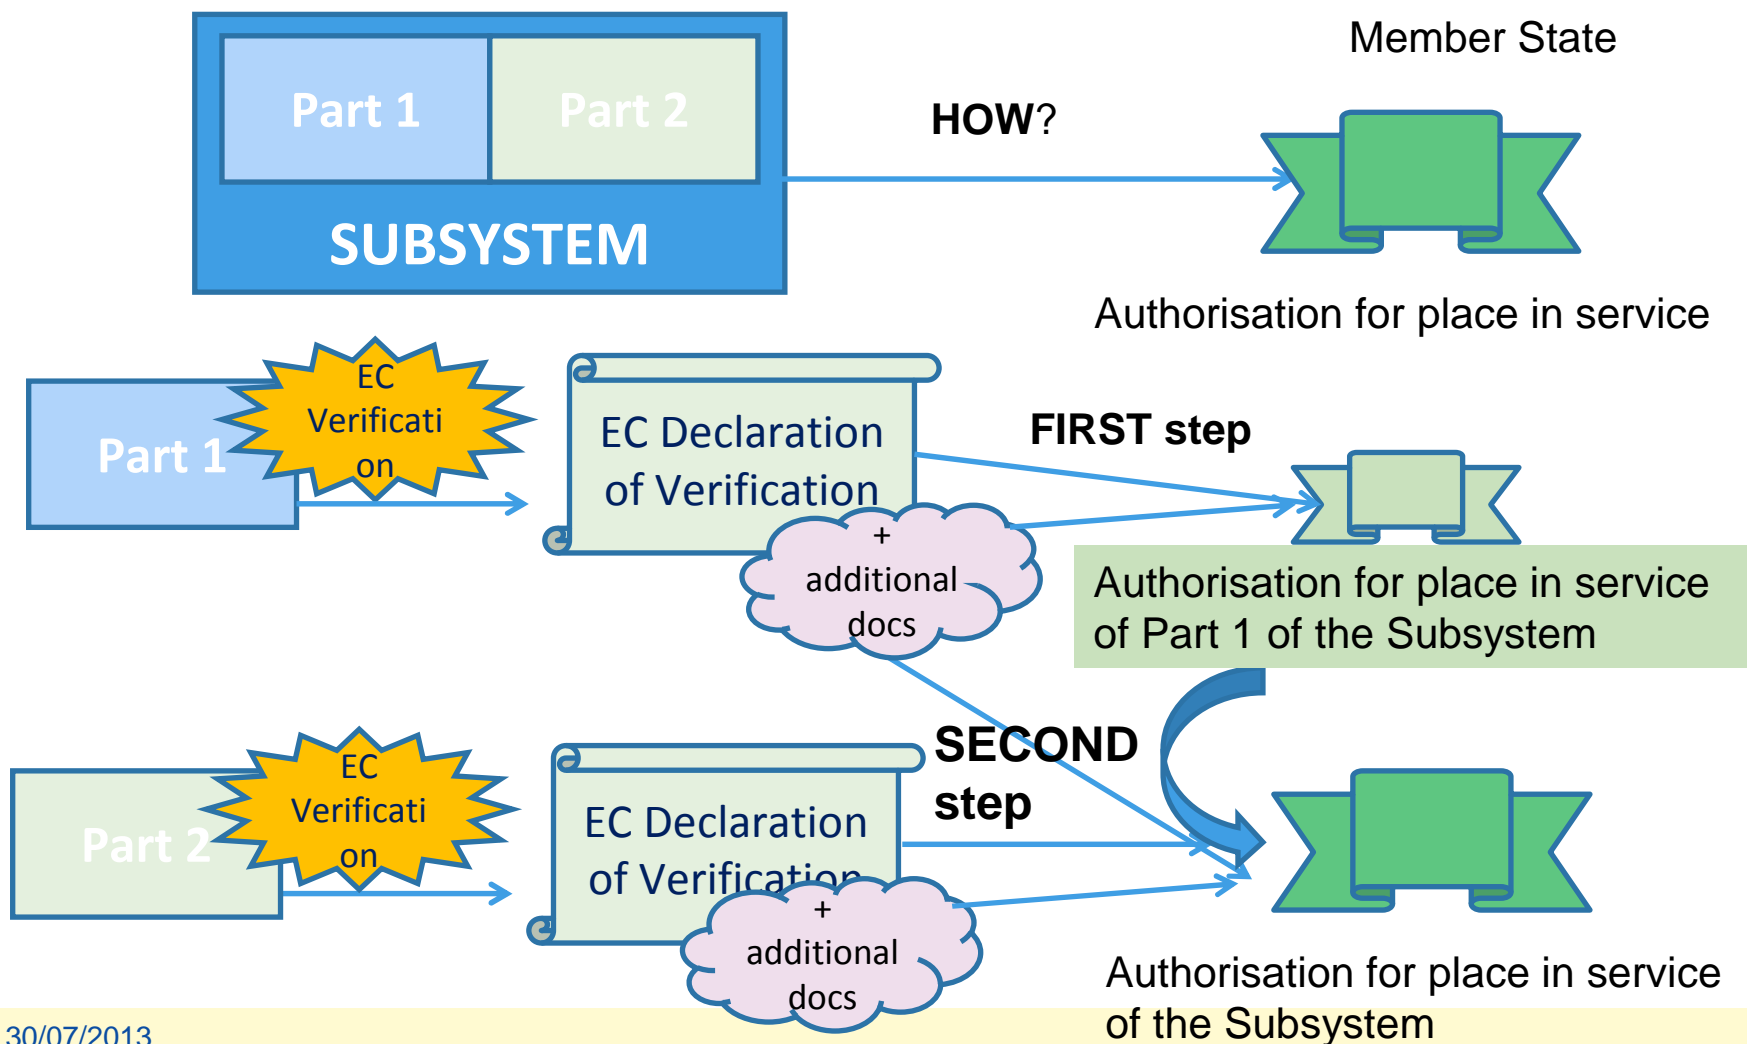 Member State
Part 1
Part 2
HOW?
SUBSYSTEM
Authorisation for place in service
Part 1
EC
Verificati
on
EC Declaration
of Verification
+
additional
docs
FIRST step
Authorisation for place in service
of Part 1 of the Subsystem
Part 2
EC
Verificati
on
EC Declaration
of Verification
+
additional
docs
SECOND
step
Authorisation for place in service
of the Subsystem
30/07/2013